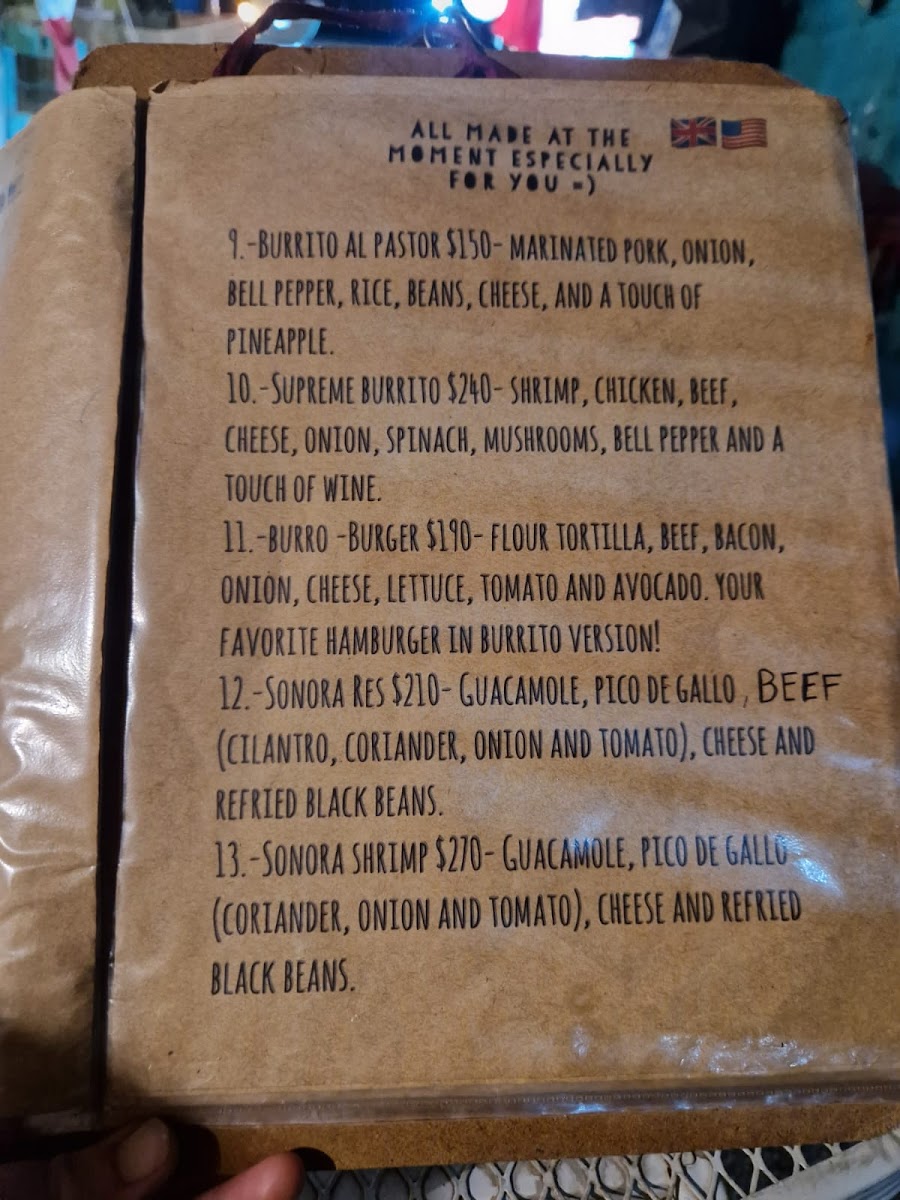 ALL MADE AT THE
MOMENT ESPECIALLY
FOR YOU =)
9.-BURRITO AL PASTOR $150- MARINATED PORK, ONION,
BELL PEPPER, RICE, BEANS, CHEESE, AND A TOUCH OF
PINEAPPLE.
10.-SUPREME BURRITO $240- SHRIMP, CHICKEN, BEEF,
CHEESE, ONION, SPINACH, MUSHROOMS, BELL PEPPER AND A
TOUCH OF WINE.
11.-BURRO -BURGER $190- FLOUR TORTILLA, BEEF, BACON,
ONION, CHEESE, LETTUCE, TOMATO AND AVOCADO. YOUR
FAVORITE HAMBURGER IN BURRITO VERSION!
12.-SONORA RES $210- GUACAMOLE, PICO DE GALLO , BEEF
(CILANTRO, CORIANDER, ONION AND TOMATO), CHEESE AND
REFRIED BLACK BEANS.
13.-SONORA SHRIMP $270- GUACAMOLE, PICO DE GALLO
(CORIANDER, ONION AND TOMATO), CHEESE AND REFRIED
BLACK BEANS.